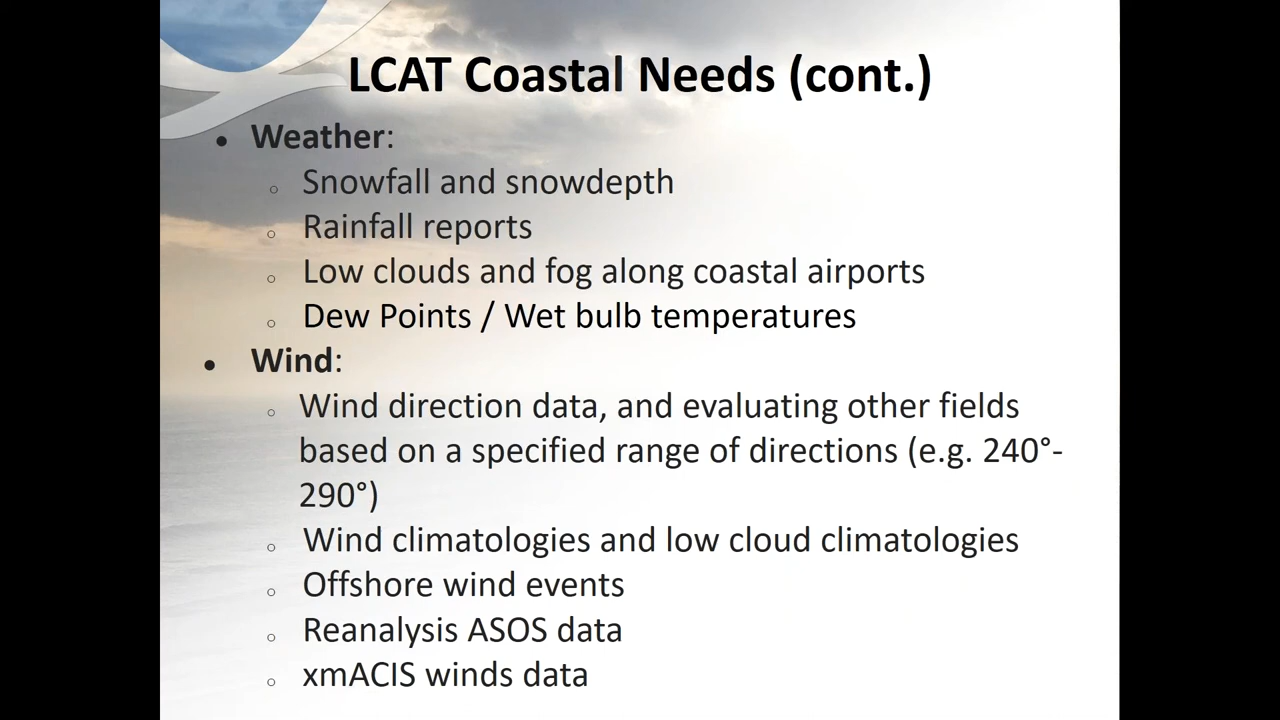 LCAT Coastal Needs (cont.)
● Weather:
○ Snowfall and snowdepth
○ Rainfall reports
○ Low clouds and fog along coastal airports
○ Dew Points / Wet bulb temperatures
● Wind:
○ Wind direction data, and evaluating other fields
based on a specified range of directions (e.g. 240°-
290°)
○ Wind climatologies and low cloud climatologies
○ Offshore wind events
○ Reanalysis ASOS data
○ xmACIS winds data